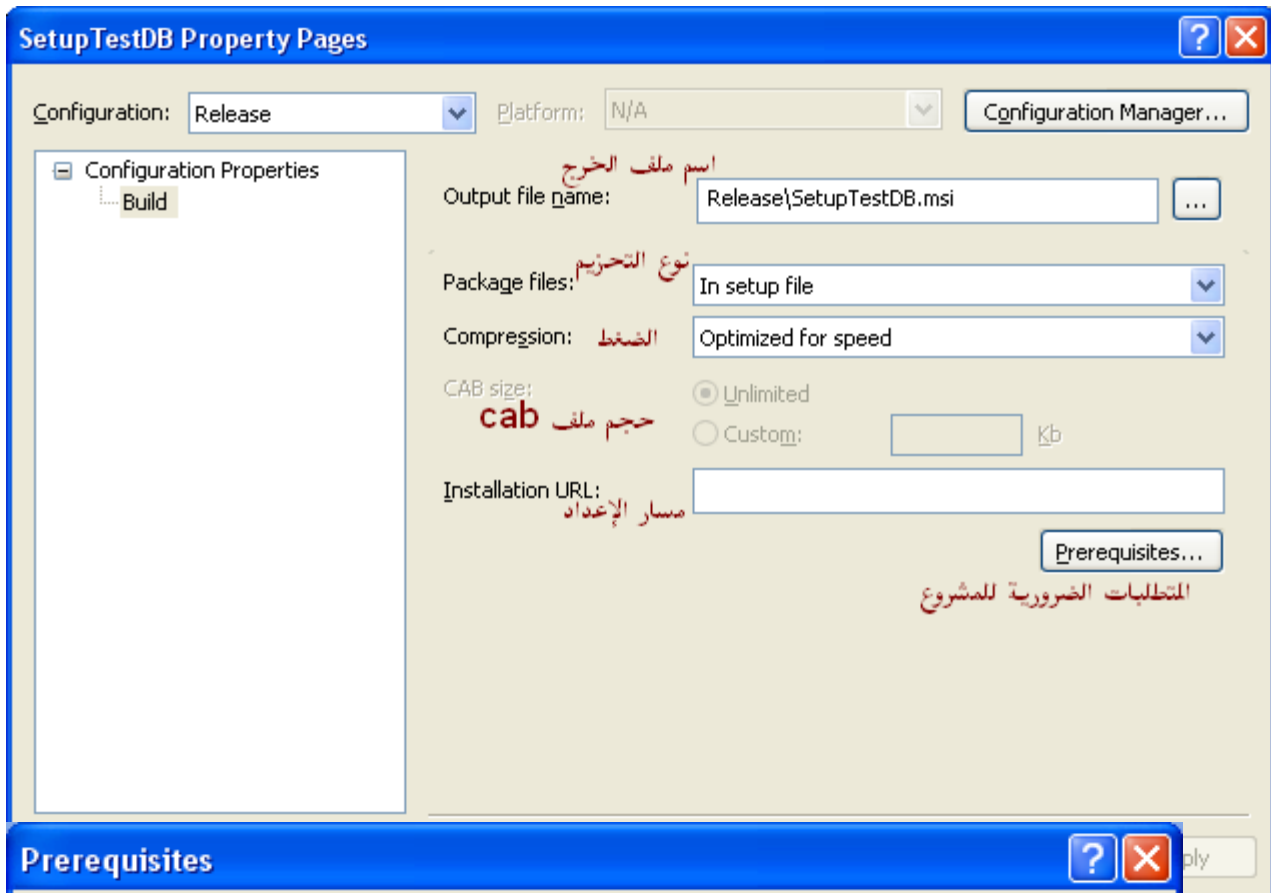 SetupTestDB Property Pages
Configuration: Release Platform: N/A Configuration Manager...
Configuration Properties
Build
اسم ملف الخرج
Output file name: Release\SetupTestDB.msi ...
نوع التحزيم
Package files: In setup file
Compression: الضغط Optimized for speed
CAB size: Unlimited
حجم ملف cab
Custom: Kb
Installation URL:
مسار الإعداد
Prerequisites...
المتطلبات الضرورية للمشروع
Prerequisites
ply